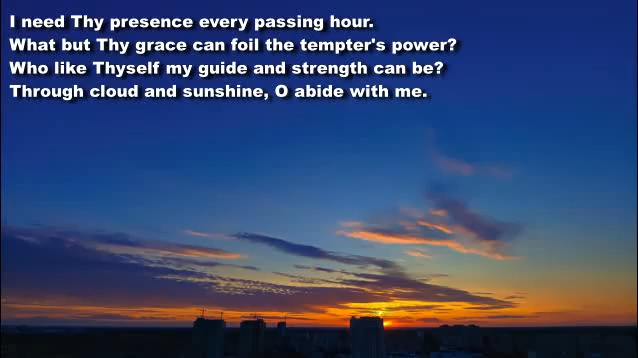 I need Thy presence every passing hour.
What but Thy grace can foil the tempter's power?
Who like Thyself my guide and strength can be?
Through cloud and sunshine, O abide with me.